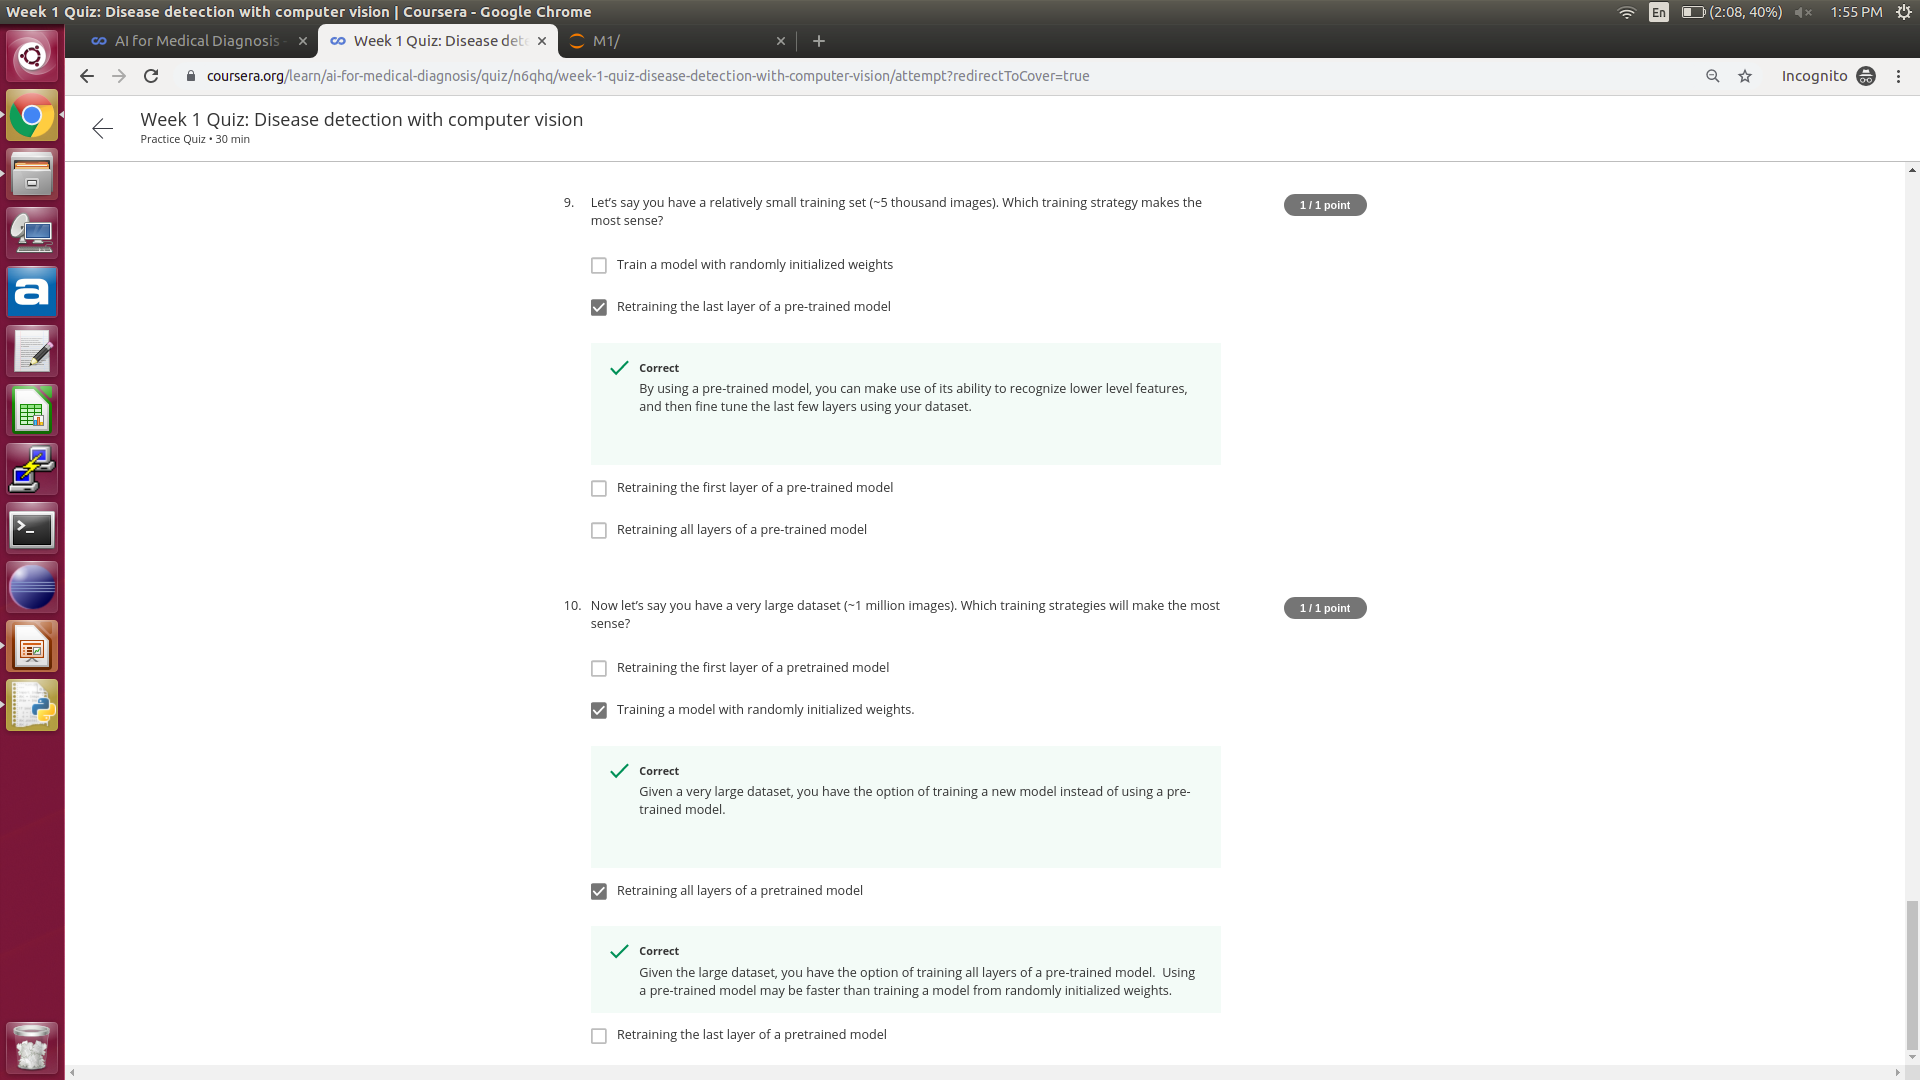 Week 1 Quiz: Disease detection with computer vision | Coursera - Google Chrome
En
(2:08, 40%)
1:55 PM
AI for Medical Diagnosis -
Week 1 Quiz: Disease dete
M1/
coursera.org/learn/ai-for-medical-diagnosis/quiz/n6qhq/week-1-quiz-disease-detection-with-computer-vision/attempt?redirectToCover=true
Incognito
Week 1 Quiz: Disease detection with computer vision
Practice Quiz • 30 min
9. Let's say you have a relatively small training set (~5 thousand images). Which training strategy makes the
most sense?
1 / 1 point
Train a model with randomly initialized weights
Retraining the last layer of a pre-trained model
Correct
By using a pre-trained model, you can make use of its ability to recognize lower level features,
and then fine tune the last few layers using your dataset.
Retraining the first layer of a pre-trained model
Retraining all layers of a pre-trained model
10. Now let's say you have a very large dataset (~1 million images). Which training strategies will make the most
sense?
1 / 1 point
Retraining the first layer of a pretrained model
Training a model with randomly initialized weights.
Correct
Given a very large dataset, you have the option of training a new model instead of using a pre-
trained model.
Retraining all layers of a pretrained model
Correct
Given the large dataset, you have the option of training all layers of a pre-trained model.  Using
a pre-trained model may be faster than training a model from randomly initialized weights.
Retraining the last layer of a pretrained model